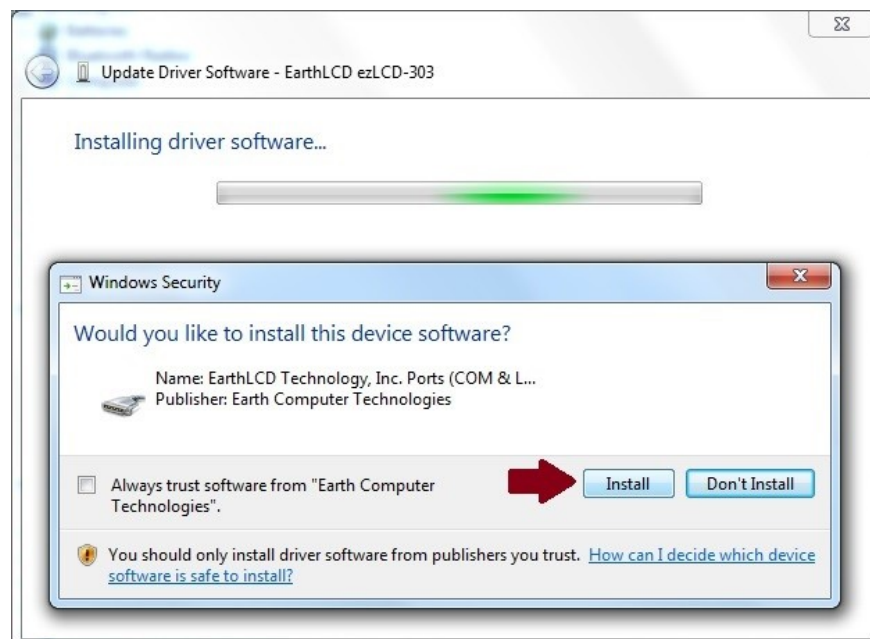 Update Driver Software - EarthLCD ezLCD-303
Installing driver software...
Windows Security
Would you like to install this device software?
Name: EarthLCD Technology, Inc. Ports (COM & L...
Publisher: Earth Computer Technologies
Always trust software from "Earth Computer
Technologies".
Install
Don't Install
You should only install driver software from publishers you trust. How can I decide which device
software is safe to install?